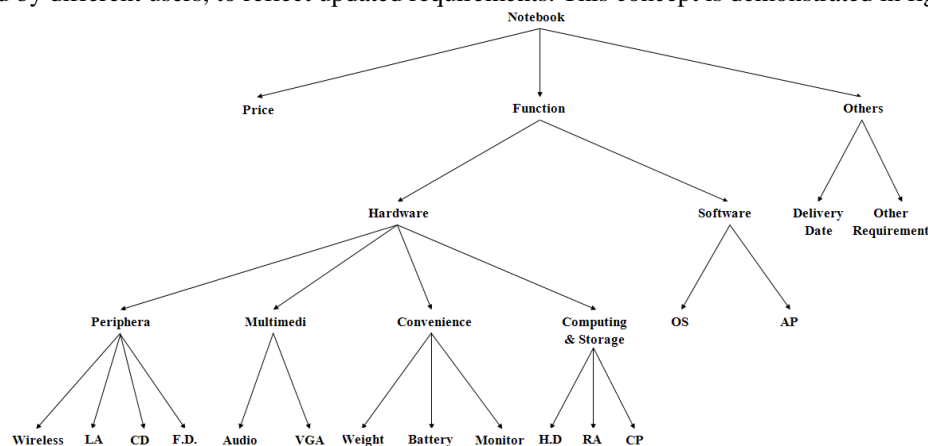 d by different users, to reflect updated requirements. This concept is demonstrated in fig
Notebook
Price Function Others
Hardware Software Delivery Other
Date Requirement
Periphera Multimedi Convenience Computing OS AP
& Storage
Wireless LA CD F.D. Audio VGA Weight Battery Monitor H.D RA CP